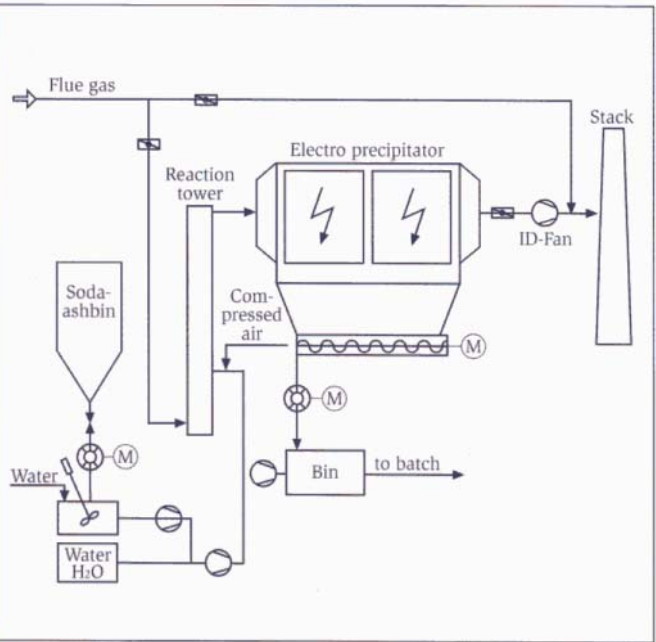 Flue gas
Stack
Electro precipitator
Reaction
tower
ID-Fan
Soda-
ashbin
Com-
pressed
air
M
M
M
Water
Bin
to batch
Water
H2O